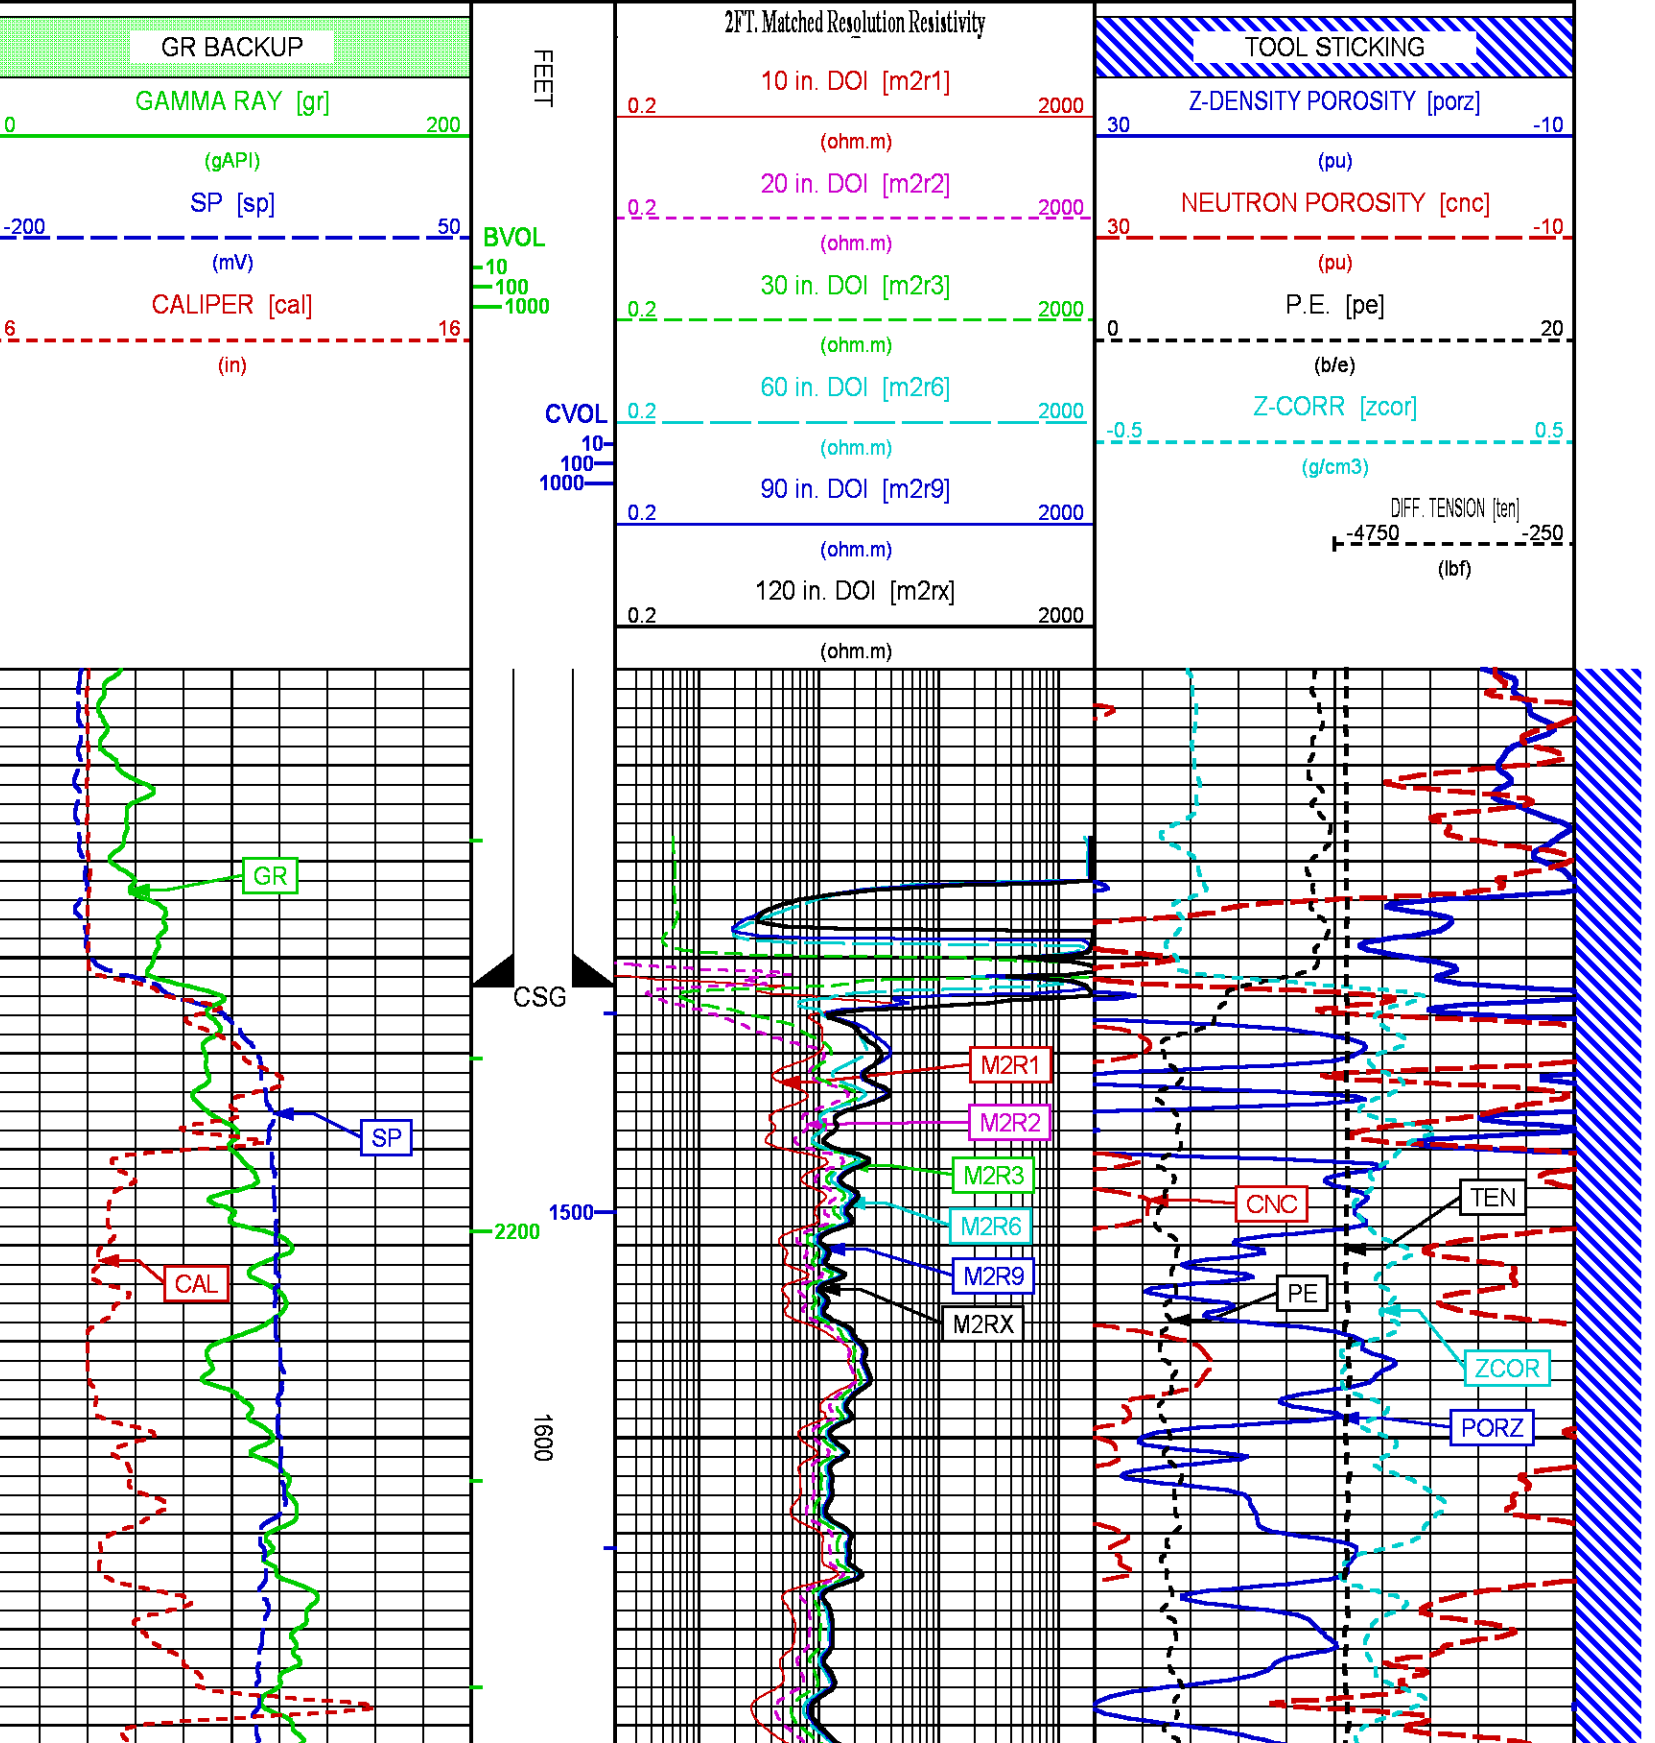 GR BACKUP
GAMMA RAY [gr]
0 200
(gAPI)
SP [sp]
-200 50
(mV)
CALIPER [cal]
6 16
(in)
FEET
BVOL
10
100
1000
CVOL
10
100
1000
2FT. Matched Resolution Resistivity
10 in. DOI [m2r1]
0.2 2000
(ohm.m)
20 in. DOI [m2r2]
0.2 2000
(ohm.m)
30 in. DOI [m2r3]
0.2 2000
(ohm.m)
60 in. DOI [m2r6]
0.2 2000
(ohm.m)
90 in. DOI [m2r9]
0.2 2000
(ohm.m)
120 in. DOI [m2rx]
0.2 2000
(ohm.m)
TOOL STICKING
Z-DENSITY POROSITY [porz]
30 -10
(pu)
NEUTRON POROSITY [cnc]
30 -10
(pu)
P.E. [pe]
0 20
(b/e)
Z-CORR [zcor]
-0.5 0.5
(g/cm3)
DIFF. TENSION [ten]
-4750 -250
(lbf)
GR
SP
CAL
CSG
1500
2200
1600
M2R1
M2R2
M2R3
M2R6
M2R9
M2RX
CNC
TEN
PE
ZCOR
PORZ